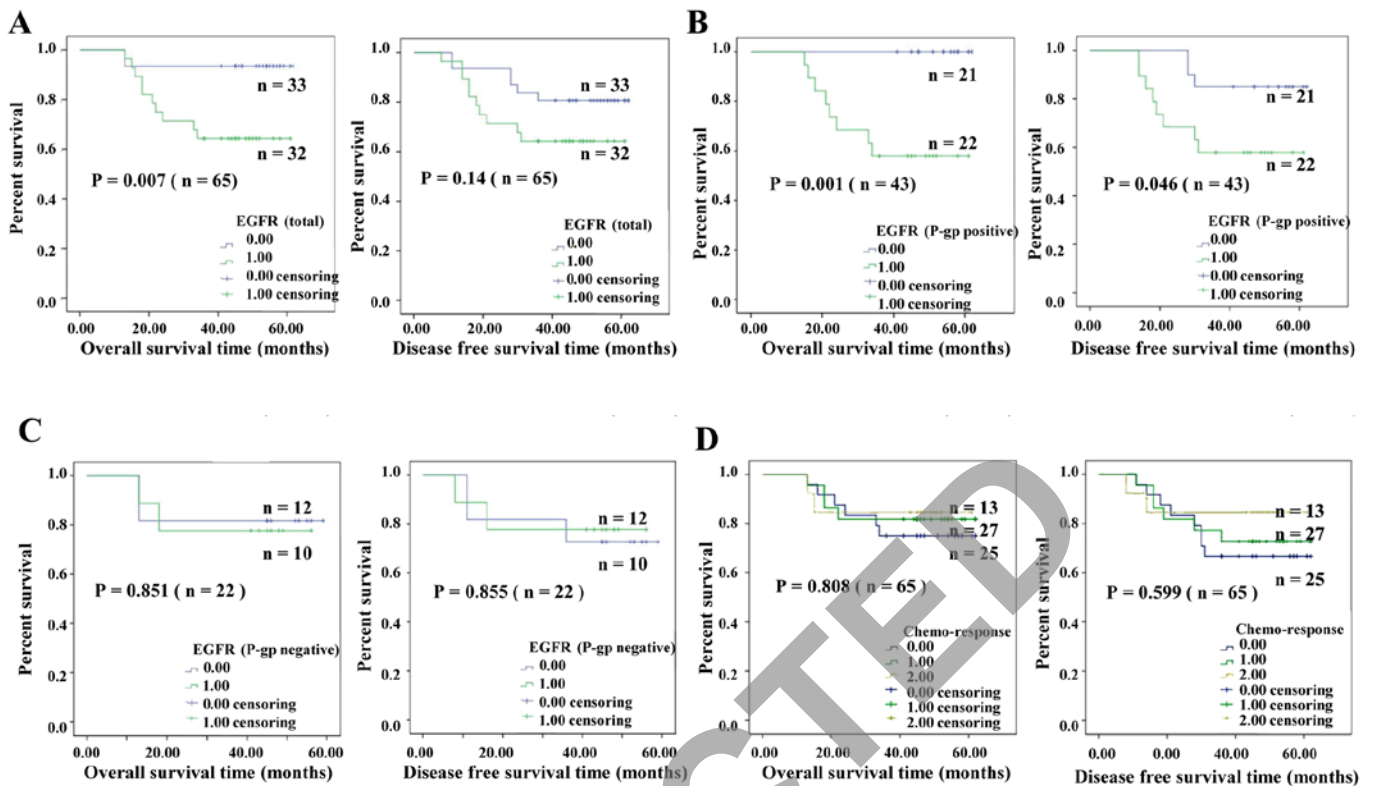 A
1.0
0.8
0.6
0.4
0.2
0.0
Percent survival
n = 33
n = 32
P = 0.007 ( n = 65)
EGFR (total)
0.00
1.00
0.00 censoring
1.00 censoring
0.00 20.00 40.00 60.00
Overall survival time (months)
1.0
0.8
0.6
0.4
0.2
0.0
Percent survival
n = 33
n = 32
P = 0.14 ( n = 65)
EGFR (total)
0.00
1.00
0.00 censoring
1.00 censoring
0.00 20.00 40.00 60.00
Disease free survival time (months)
B
1.0
0.8
0.6
0.4
0.2
0.0
Percent survival
n = 21
n = 22
P = 0.001 ( n = 43)
EGFR (P-gp positive)
0.00
1.00
0.00 censoring
1.00 censoring
0.00 20.00 40.00 60.00
Overall survival time (months)
1.0
0.8
0.6
0.4
0.2
0.0
Percent survival
n = 21
n = 22
P = 0.046 ( n = 43)
EGFR (P-gp positive)
0.00
1.00
0.00 censoring
1.00 censoring
0.00 20.00 40.00 60.00
Disease free survival time (months)
C
1.0
0.8
0.6
0.4
0.2
0.0
Percent survival
n = 12
n = 10
P = 0.851 ( n = 22 )
EGFR (P-gp negative)
0.00
1.00
0.00 censoring
1.00 censoring
0.00 20.00 40.00 60.00
Overall survival time (months)
1.0
0.8
0.6
0.4
0.2
0.0
Percent survival
n = 12
n = 10
P = 0.855 ( n = 22 )
EGFR (P-gp negative)
0.00
1.00
0.00 censoring
1.00 censoring
0.00 20.00 40.00 60.00
Disease free survival time (months)
D
1.0
0.8
0.6
0.4
0.2
0.0
Percent survival
n = 13
n = 27
n = 25
P = 0.808 (n = 65 )
Chemo-response
0.00
1.00
2.00
0.00 censoring
1.00 censoring
2.00 censoring
0.00 20.00 40.00 60.00
Overall survival time (months)
1.0
0.8
0.6
0.4
0.2
0.0
Percent survival
n = 13
n = 27
n = 25
P = 0.599 ( n = 65 )
Chemo-response
0.00
1.00
2.00
0.00 censoring
1.00 censoring
2.00 censoring
0.00 0.00 40.00 60.00
Disease free survival time (months)
CTED